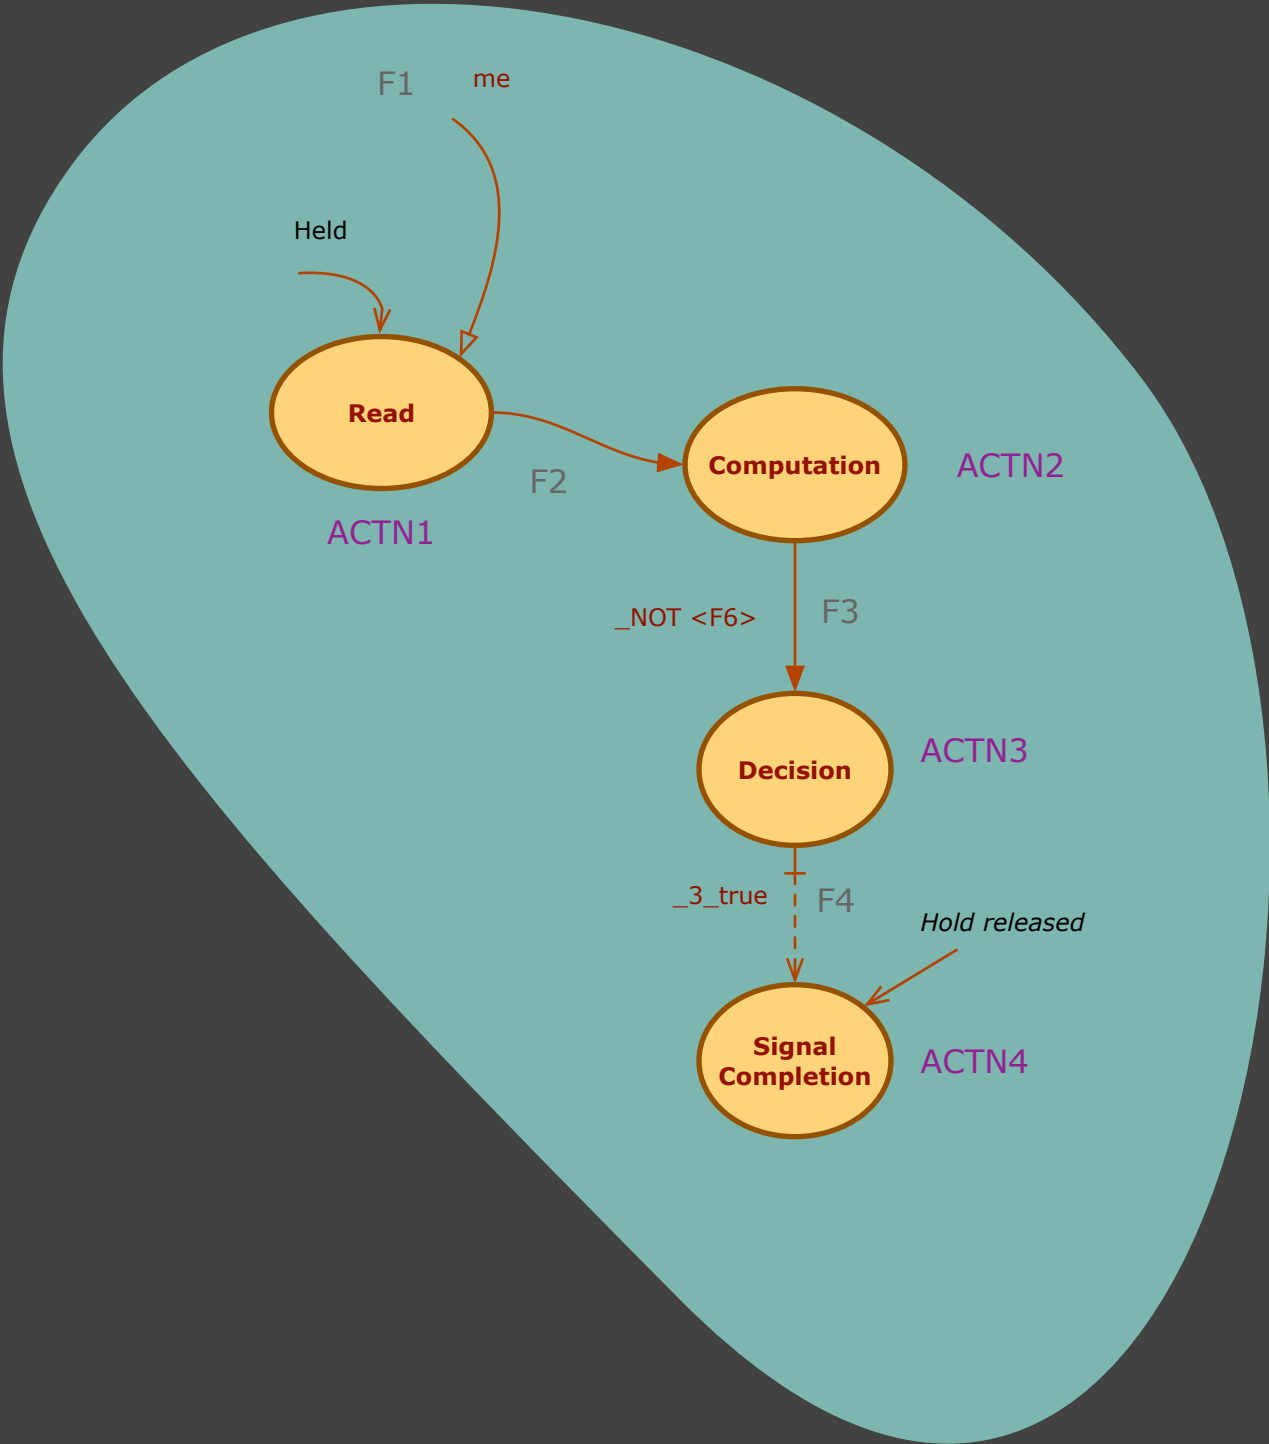 F1
me
Held
Read
ACTN1
F2
Computation
ACTN2
_NOT <F6>
F3
Decision
ACTN3
_3_true
F4
Hold released
Signal
Completion
ACTN4